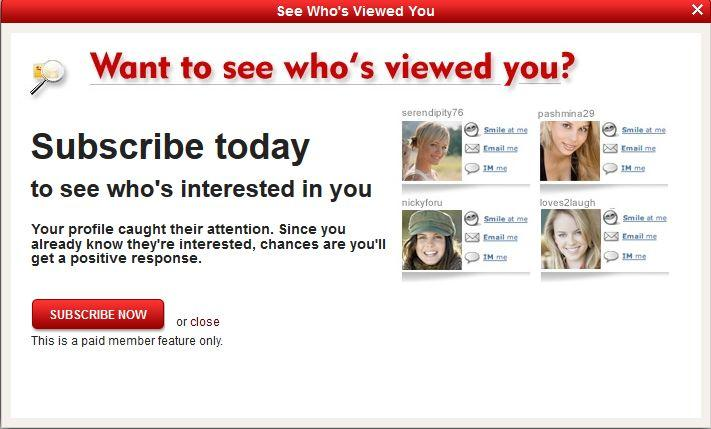 See Who's Viewed You
Want to see who's viewed you?
Subscribe today
to see who's interested in you
Your profile caught their attention. Since you
already know they're interested, chances are you'll
get a positive response.
SUBSCRIBE NOW
or close
This is a paid member feature only.
serendipity76
Smile at me
Email me
IM me
pashmina29
Smile at me
Email me
IM me
nickyforu
Smile at me
Email me
IM me
loves2laugh
Smile at me
Email me
IM me